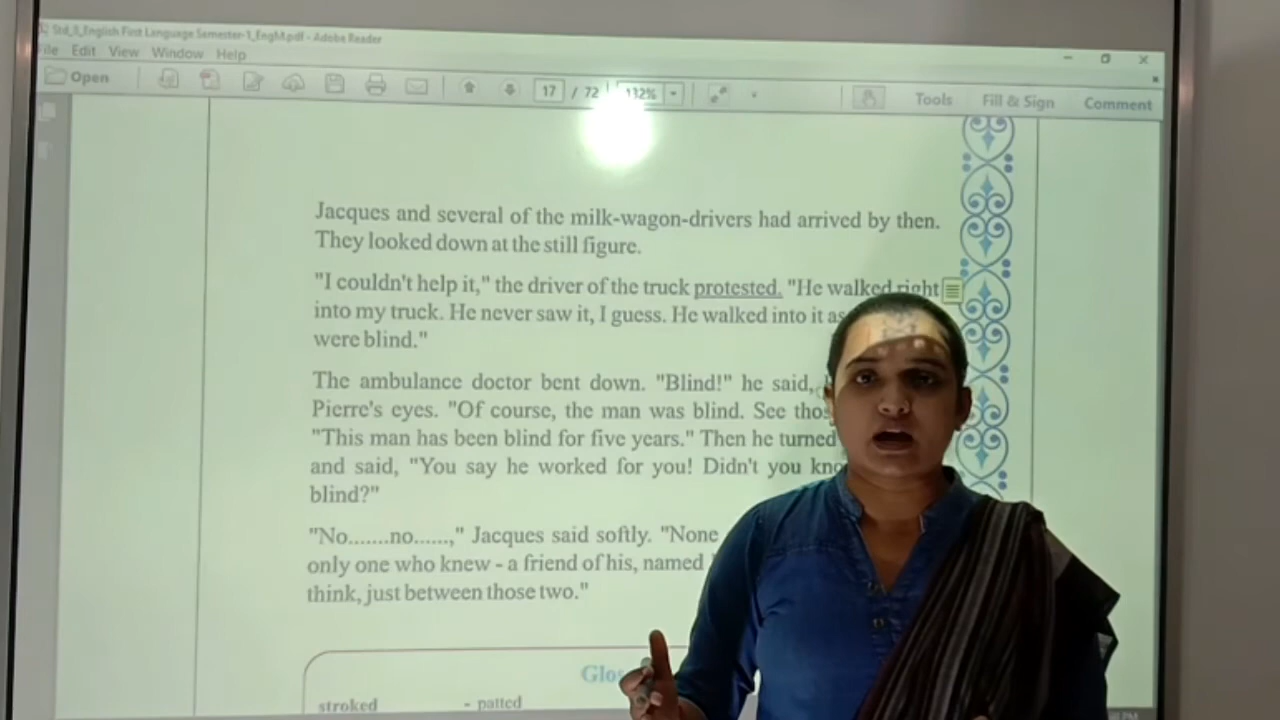 Std_8_English First Language Semester-1_EngM.pdf - Adobe Reader
File Edit View Window Help
Open 17 / 72 132% Tools Fill & Sign Comment
Jacques and several of the milk-wagon-drivers had arrived by then.
They looked down at the still figure.
"I couldn't help it," the driver of the truck protested. "He walked right
into my truck. He never saw it, I guess. He walked into it as
were blind."
The ambulance doctor bent down. "Blind!" he said,
Pierre's eyes. "Of course, the man was blind. See
"This man has been blind for five years." Then he turned
and said, "You say he worked for you! Didn't you
blind?"
"No.......no......," Jacques said softly. "None
only one who knew - a friend of his, named
think, just between those two."
stroked - patted